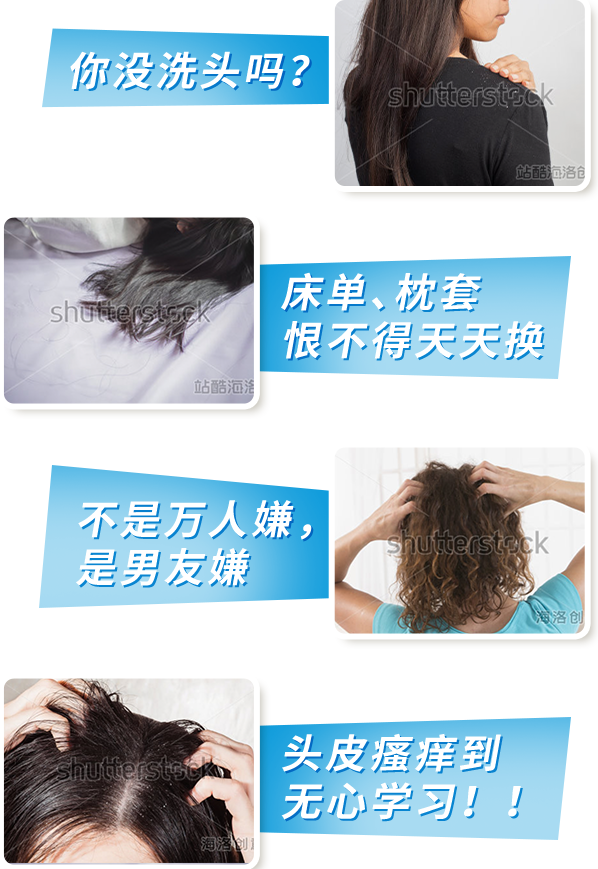 你没洗头吗?
shutterstock
站酷海洛创
床单、枕套
恨不得天天换
shutterstock
站酷海洛
不是万人嫌，
是男友嫌
shutterstock
海洛创
头皮瘙痒到
无心学习！！
shutterstock
海洛创